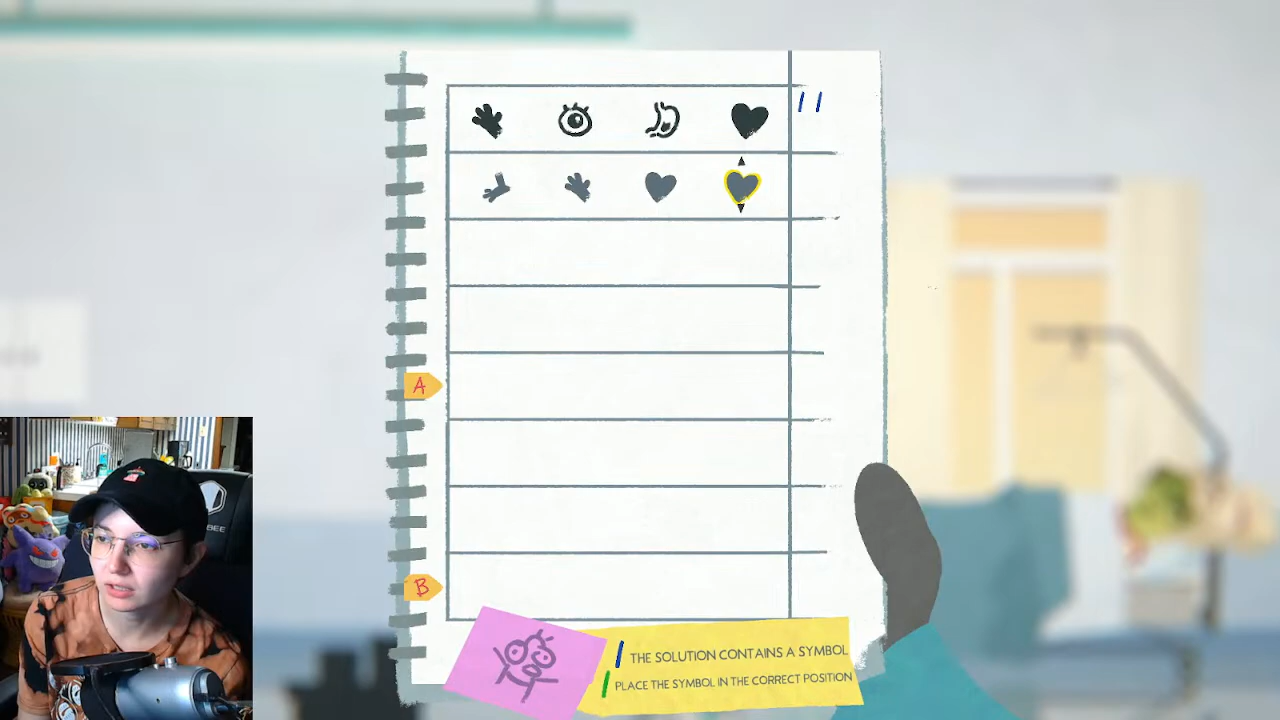 A
B
THE SOLUTION CONTAINS A SYMBOL
PLACE THE SYMBOL IN THE CORRECT POSITION